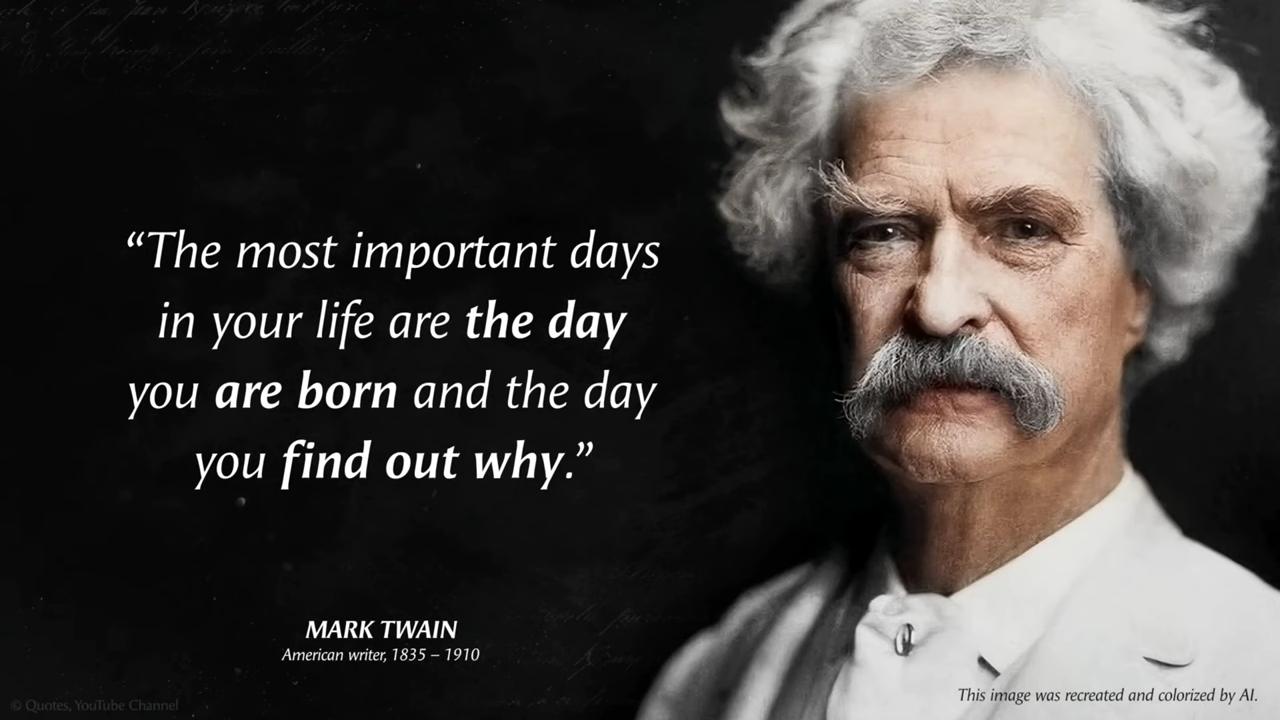 “The most important days
in your life are the day
you are born and the day
you find out why.”
MARK TWAIN
American writer, 1835 – 1910
© Quotes, YouTube Channel
This image was recreated and colorized by AI.